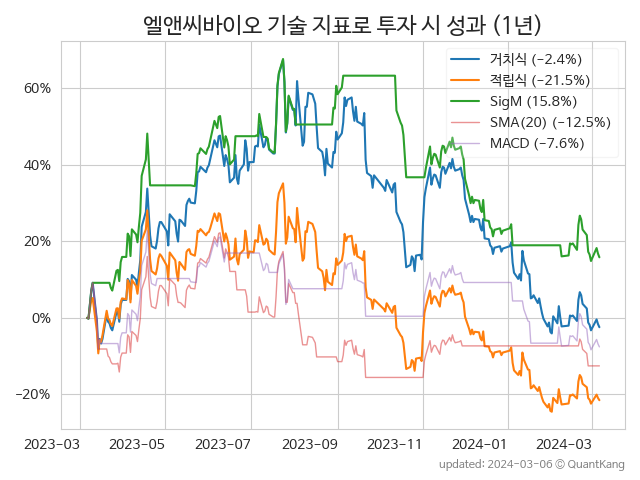 엘앤씨바이오 기술 지표로 투자 시 성과 (1년)
거치식 (−2.4%)
적립식 (−21.5%)
SigM (15.8%)
SMA(20) (−12.5%)
MACD (−7.6%)
60%
40%
20%
0%
−20%
2023−03 2023−05 2023−07 2023−09 2023−11 2024−01 2024−03
updated: 2024−03−06 ⓒ QuantKang